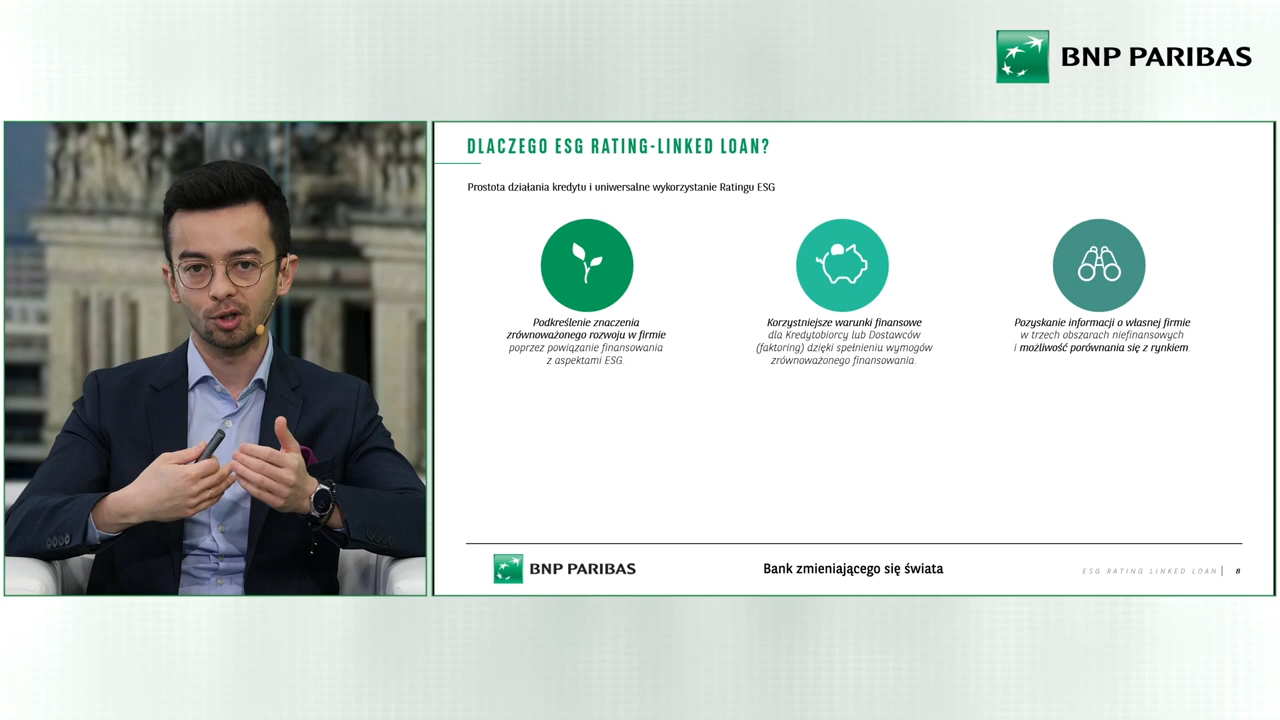 BNP PARIBAS
DLACZEGO ESG RATING-LINKED LOAN?
Prostota działania kredytu i uniwersalne wykorzystanie Ratingu ESG
Podkreślenie znaczenia
zrównoważonego rozwoju w firmie
poprzez powiązanie finansowania
z aspektami ESG.
Korzystniejsze warunki finansowe
dla Kredytobiorcy lub Dostawców
(faktoring) dzięki spełnieniu wymogów
zrównoważonego finansowania.
Pozyskanie informacji o własnej firmie
w trzech obszarach niefinansowych
i możliwość porównania się z rynkiem.
BNP PARIBAS
Bank zmieniającego się świata
ESG RATING LINKED LOAN | 8